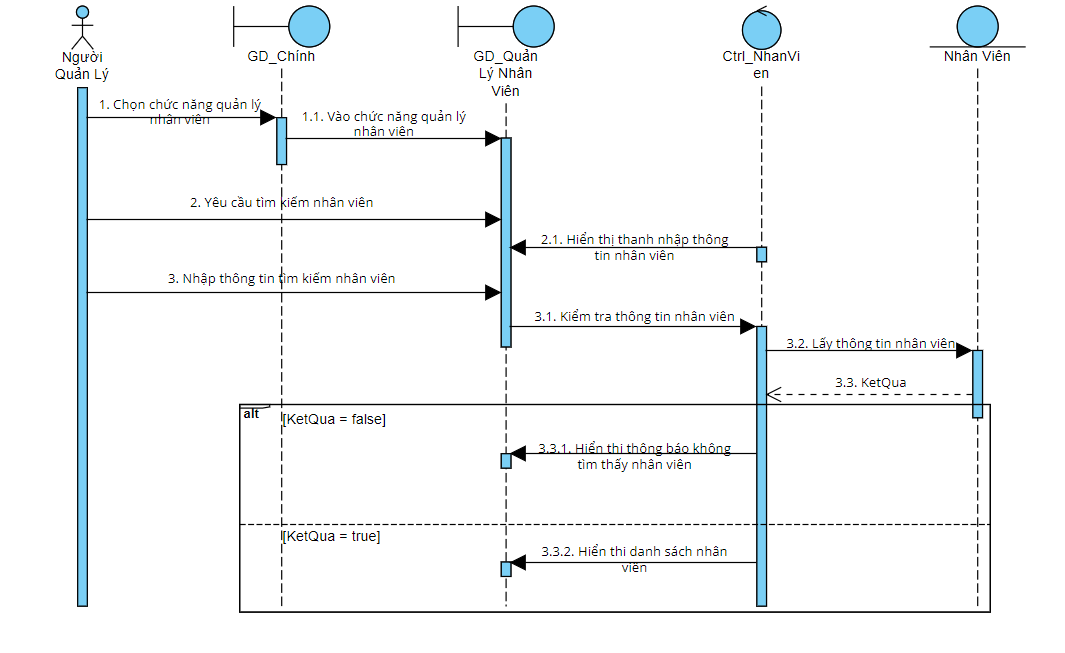 Người
Quản Lý
GD_Chính
GD_Quản
Lý Nhân
Viên
Ctrl_NhanVi
en
Nhân Viên
1. Chọn chức năng quản lý
nhân viên
1.1. Vào chức năng quản lý
nhân viên
2. Yêu cầu tìm kiếm nhân viên
2.1. Hiển thị thanh nhập thông
tin nhân viên
3. Nhập thông tin tìm kiếm nhân viên
3.1. Kiểm tra thông tin nhân viên
3.2. Lấy thông tin nhân viên
3.3. KetQua
alt
[KetQua = false]
3.3.1. Hiển thị thông báo không
tìm thấy nhân viên
[KetQua = true]
3.3.2. Hiển thi danh sách nhân
viên